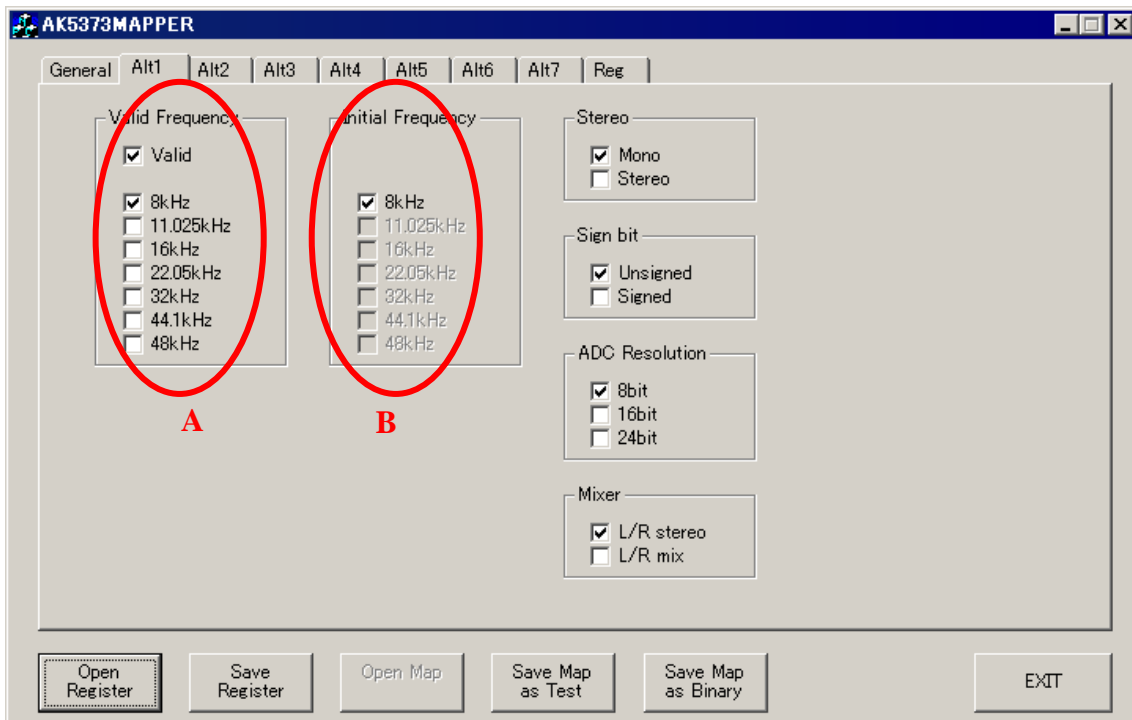 AK5373MAPPER
General Alt1 Alt2 Alt3 Alt4 Alt5 Alt6 Alt7 Reg
Valid Frequency
Valid
8kHz
11.025kHz
16kHz
22.05kHz
32kHz
44.1kHz
48kHz
A
Initial Frequency
8kHz
11.025kHz
16kHz
22.05kHz
32kHz
44.1kHz
48kHz
B
Stereo
Mono
Stereo
Sign bit
Unsigned
Signed
ADC Resolution
8bit
16bit
24bit
Mixer
L/R stereo
L/R mix
Open
Register
Save
Register
Open Map
Save Map
as Test
Save Map
as Binary
EXIT